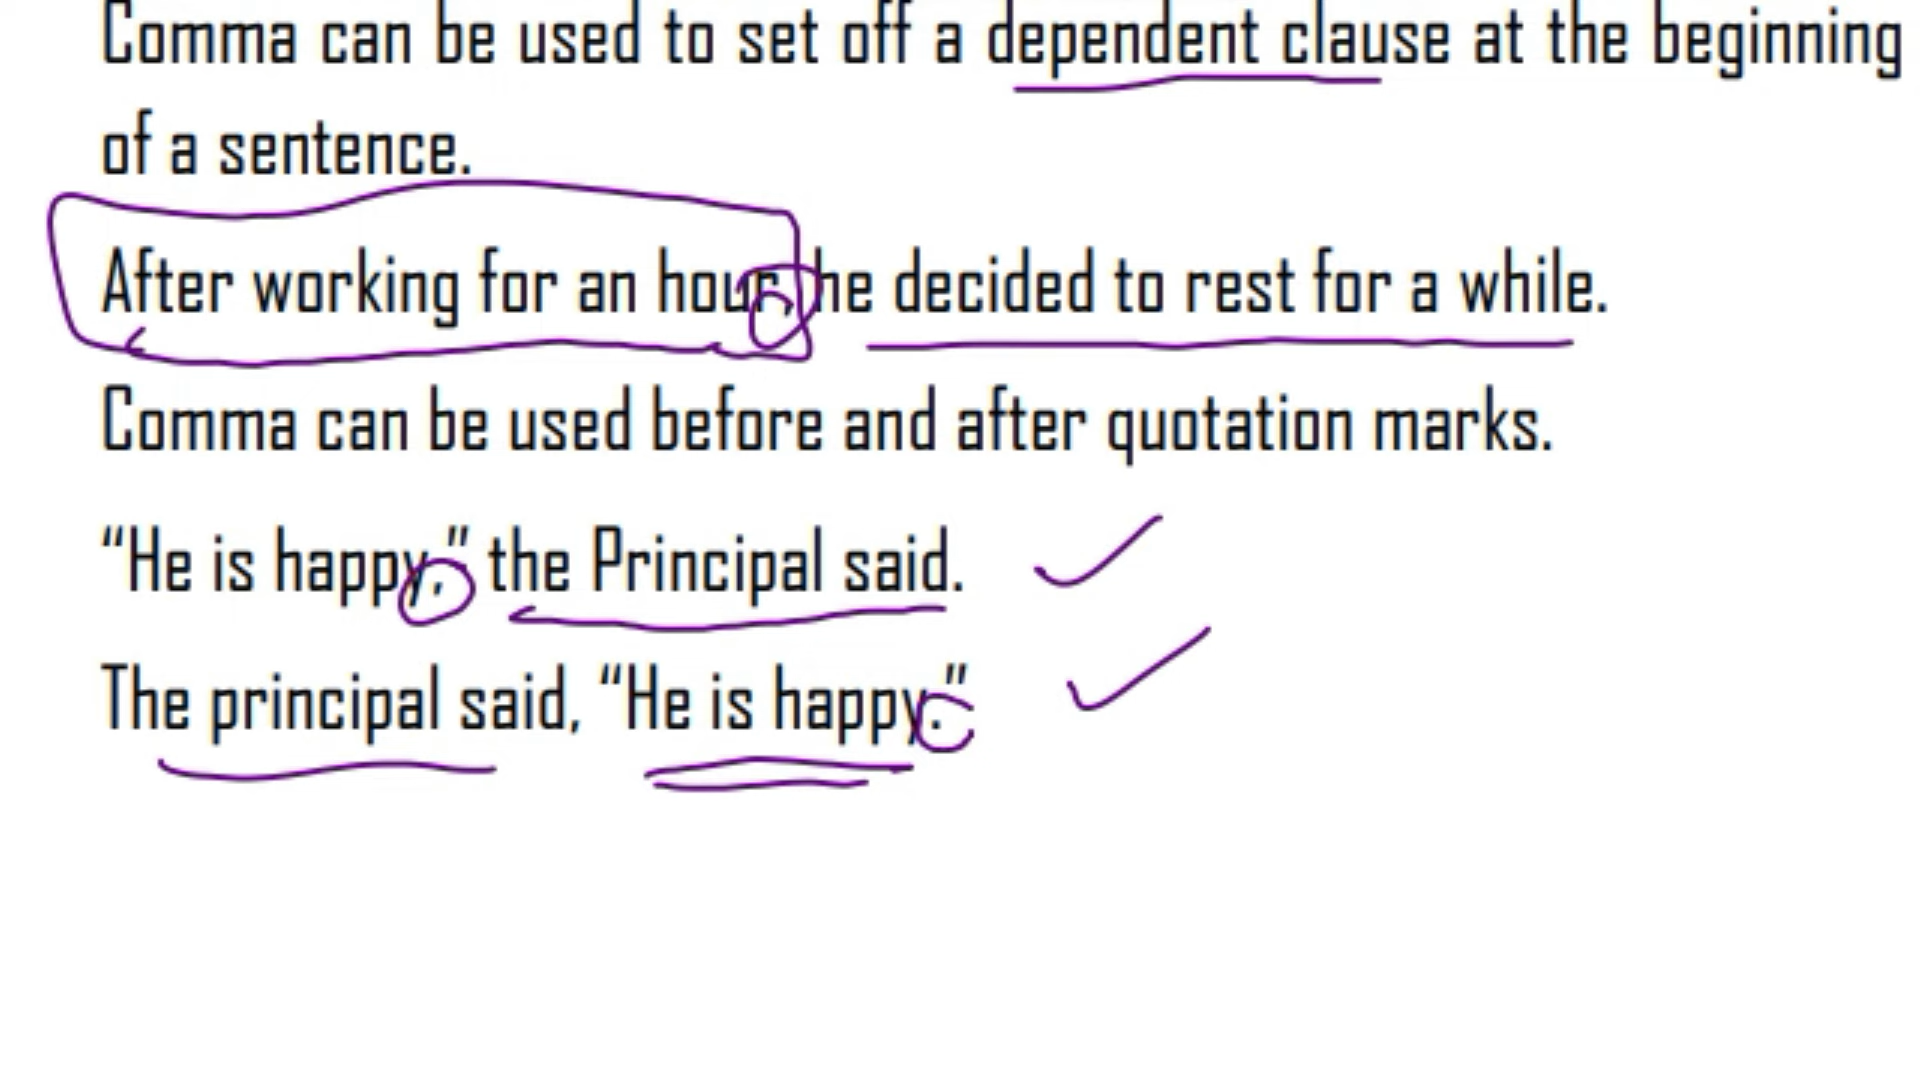 Comma can be used to set off a dependent clause at the beginning
of a sentence.
After working for an hour, he decided to rest for a while.
Comma can be used before and after quotation marks.
“He is happy,” the Principal said.
The principal said, “He is happy.”